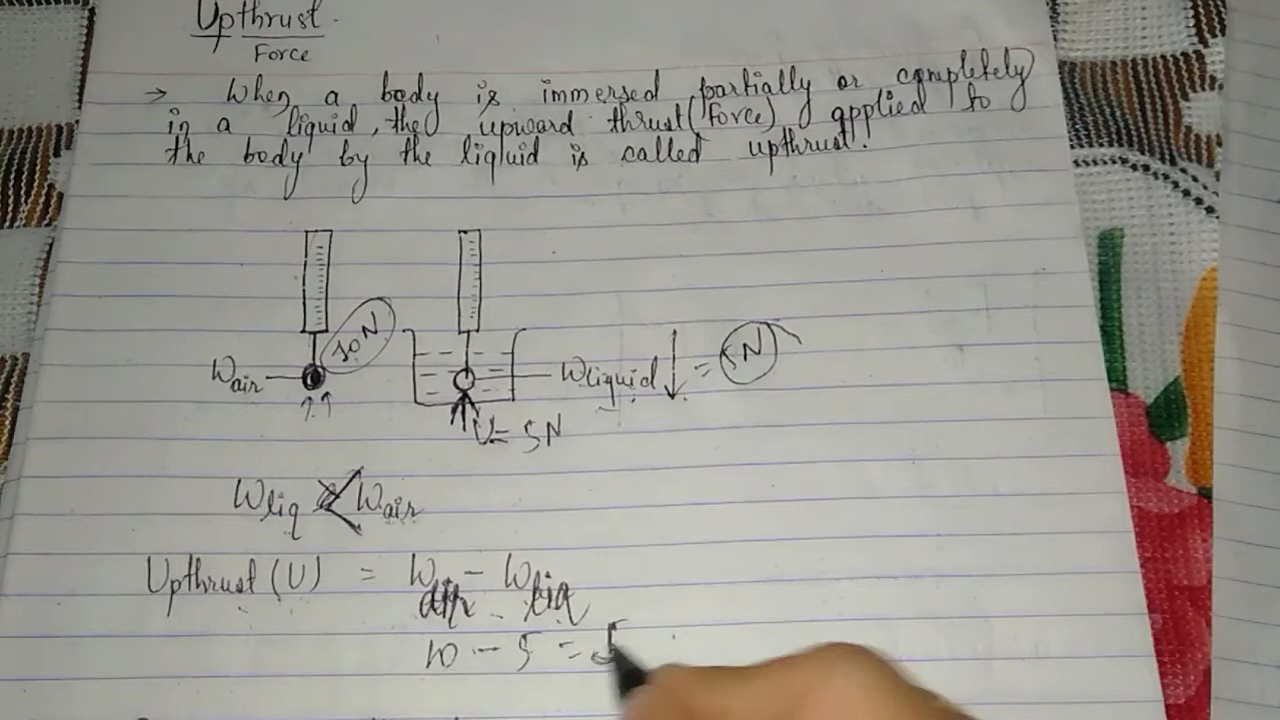 Upthrust.
Force
→ When a body is immersed partially or completely
in a liquid, the upward thrust (Force) applied to
the body by the liquid is called upthrust.
10N
Wair
Wliquid ↓ = 5N
U = 5N
Wliq < Wair
Upthrust (U) = Wair - Wliq
10 - 5 = 5